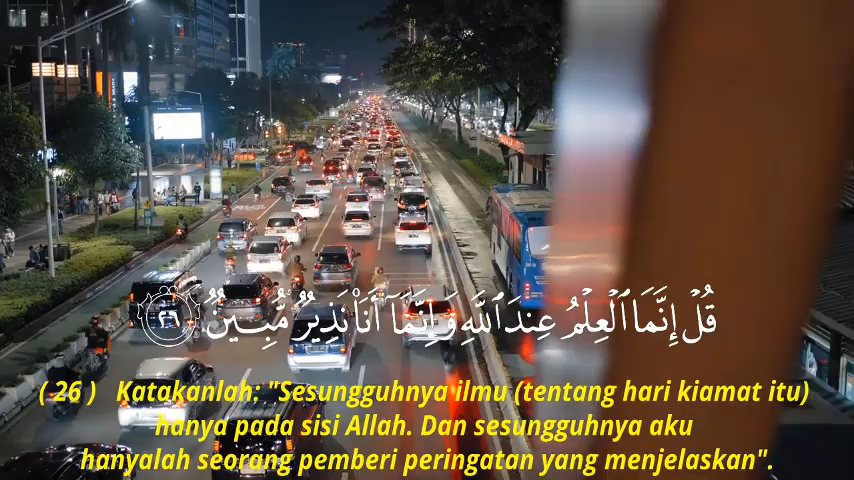 قُلْ إِنَّمَا ٱلْعِلْمُ عِندَ ٱللَّهِ وَإِنَّمَآ أَنَا۠ نَذِيرٌ مُّبِينٌ ٢٦
( 26 ) Katakanlah; "Sesungguhnya ilmu (tentang hari kiamat itu)
hanya pada sisi Allah. Dan sesungguhnya aku
hanyalah seorang pemberi peringatan yang menjelaskan".